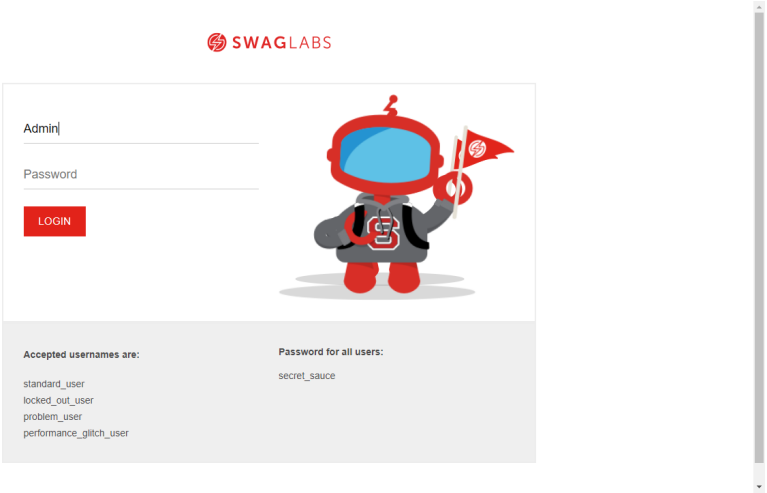 SWAGLABS
Admin
Password
LOGIN
S
Accepted usernames are:
standard_user
locked_out_user
problem_user
performance_glitch_user
Password for all users:
secret_sauce